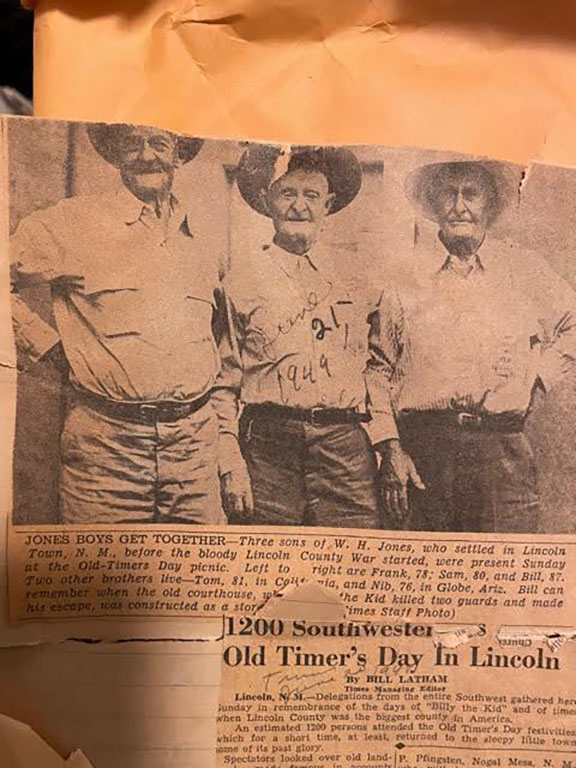 June
21,
1949
JONES BOYS GET TOGETHER—Three sons of W. H. Jones, who settled in Lincoln
Town, N. M., before the bloody Lincoln County War started, were present Sunday
at the Old-Timers Day picnic. Left to right are Frank, 78; Sam, 80, and Bill, 87.
Two other brothers live—Tom, 81, in and Nib, 76, in Globe, Ariz. Bill can
remember when the old courthouse, the Kid killed two guards and made
his escape, was constructed as a Staff Photo)
1200
Old Timer's Day In Lincoln
By BILL LATHAM
Times Managing Editor
Lincoln, N. M.—Delegations from the entire Southwest gathered here
Sunday in remembrance of the days of "Billy the Kid" and of times
when Lincoln County was the biggest county in America.
An estimated 1200 persons attended the Old Timer's Day festivities
which for a short time, at least, returned to the sleepy little town
some of its past glory.
Spectators looked over old land- P. Pfingsten, Nogal Mesa, N. M.
made famous in accounts